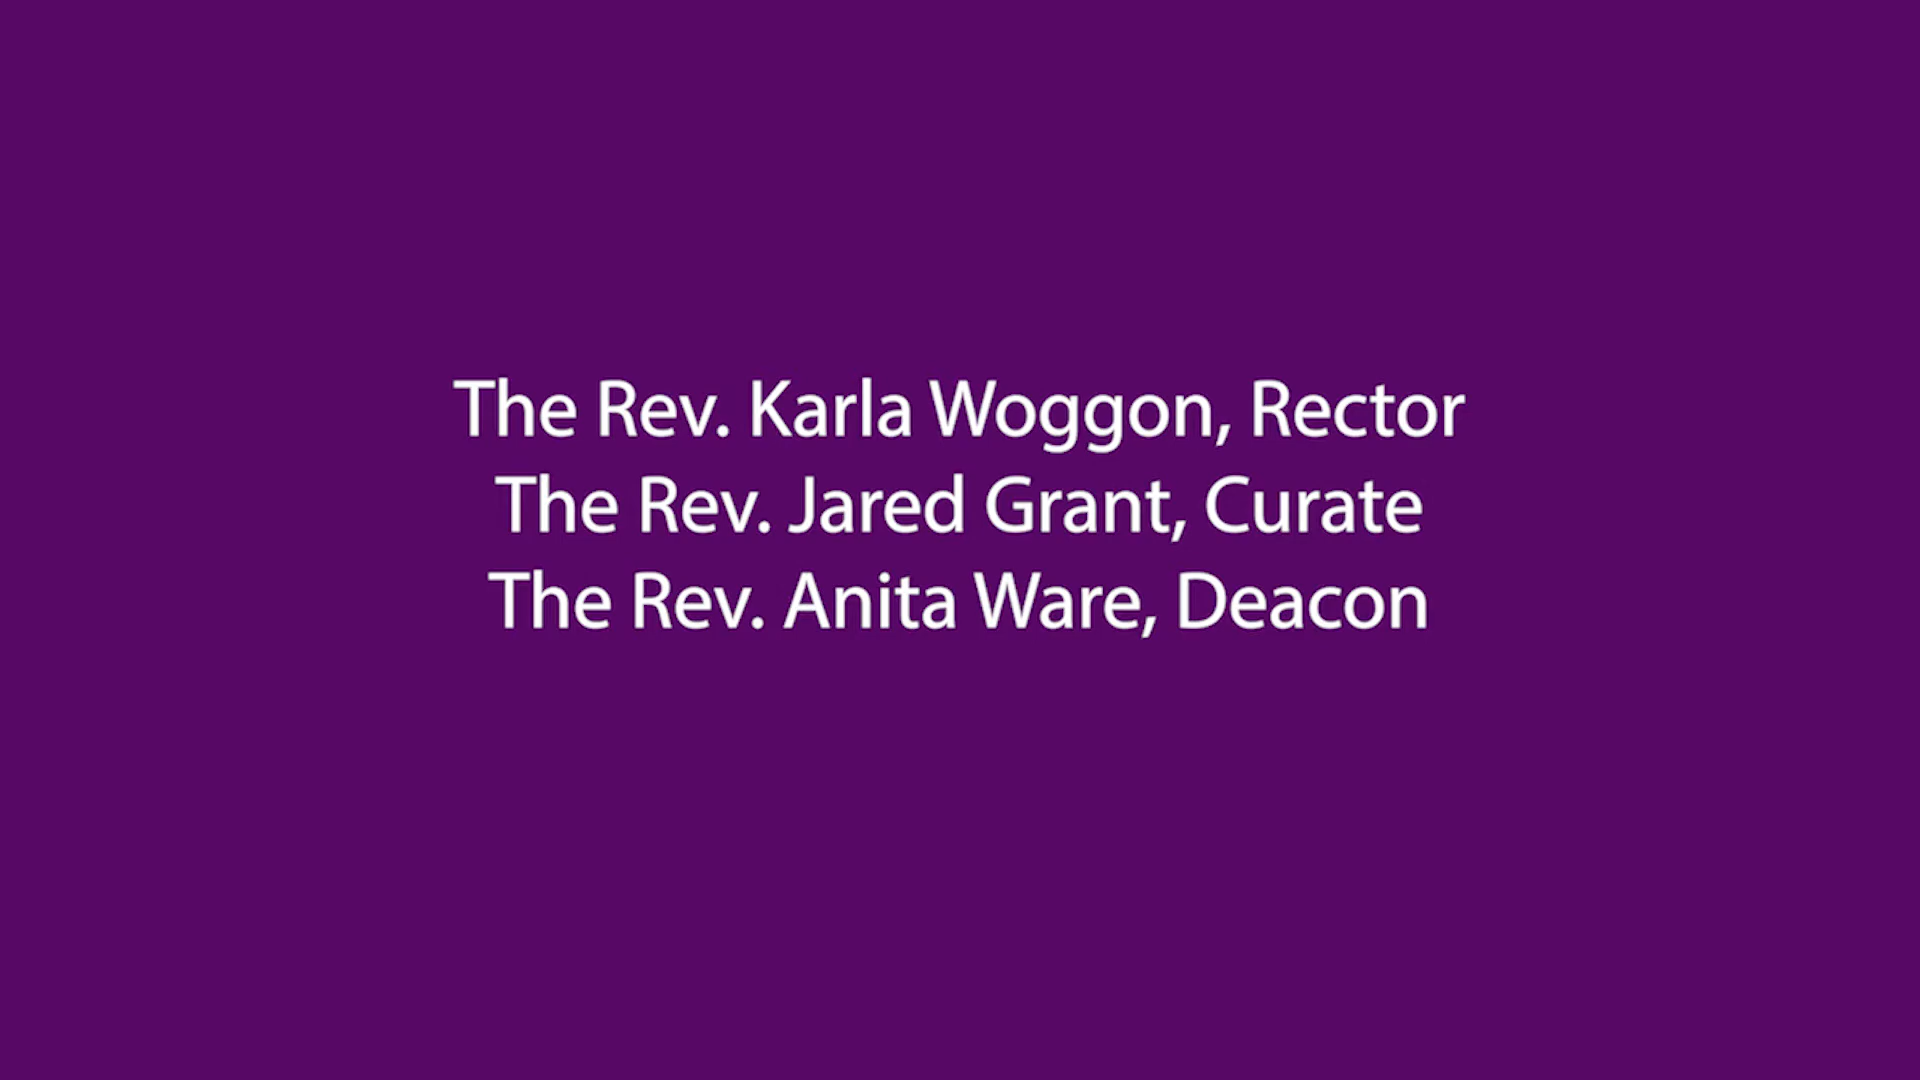 The Rev. Karla Woggon, Rector
The Rev. Jared Grant, Curate
The Rev. Anita Ware, Deacon